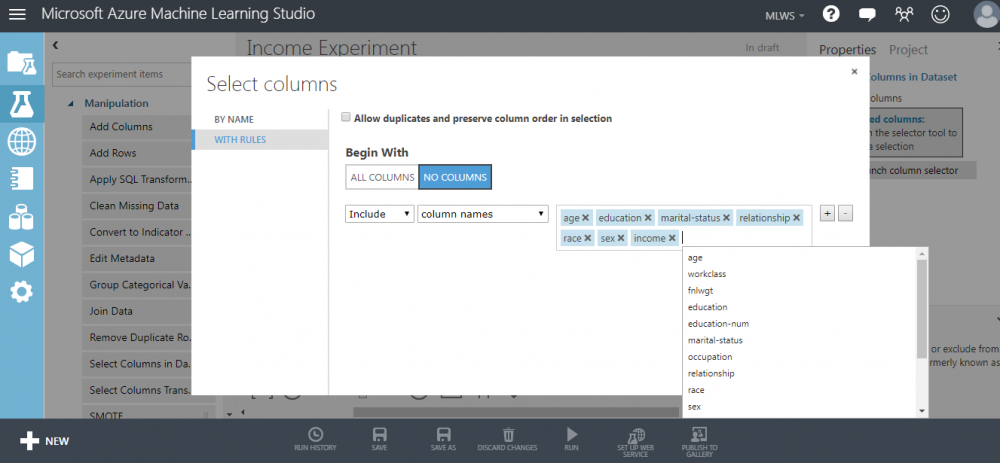 Microsoft Azure Machine Learning Studio
MLWS
?
Search experiment items
Manipulation
Add Columns
Add Rows
Apply SQL Transform...
Clean Missing Data
Convert to Indicator ...
Edit Metadata
Group Categorical Va...
Join Data
Remove Duplicate Ro...
Select Columns in Da...
Select Columns Trans...
SMOTE
Income Experiment
In draft
Properties
Project
Columns in Dataset
columns
ed columns:
n the selector tool to
a selection
nch column selector
or exclude from
rmerly known as
Select columns
BY NAME
WITH RULES
Allow duplicates and preserve column order in selection
Begin With
ALL COLUMNS
NO COLUMNS
Include
column names
age
education
marital-status
relationship
race
sex
income
+
-
age
workclass
fnlwgt
education
education-num
marital-status
occupation
relationship
race
sex
NEW
RUN HISTORY
SAVE
SAVE AS
DISCARD CHANGES
RUN
SET UP WEB
SERVICE
PUBLISH TO
GALLERY